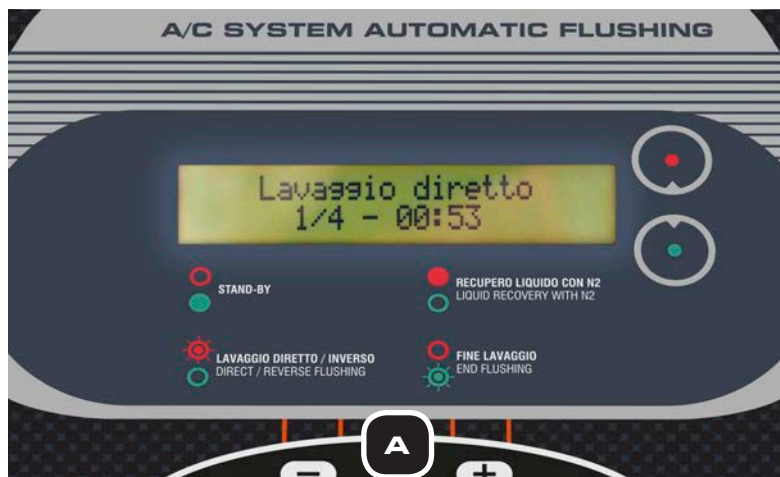 A/C SYSTEM AUTOMATIC FLUSHING
Lavaggio diretto
1/4 - 00:53
STAND-BY
RECUPERO LIQUIDO CON N2
LIQUID RECOVERY WITH N2
LAVAGGIO DIRETTO / INVERSO
DIRECT / REVERSE FLUSHING
FINE LAVAGGIO
END FLUSHING
A
- +